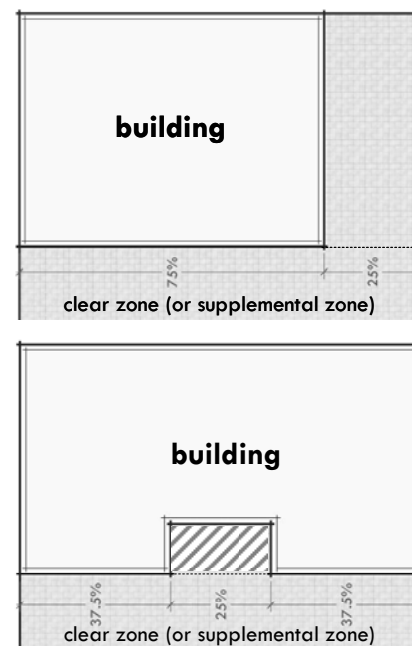 building
75%
25%
clear zone (or supplemental zone)
building
37.5%
25%
37.5%
clear zone (or supplemental zone)